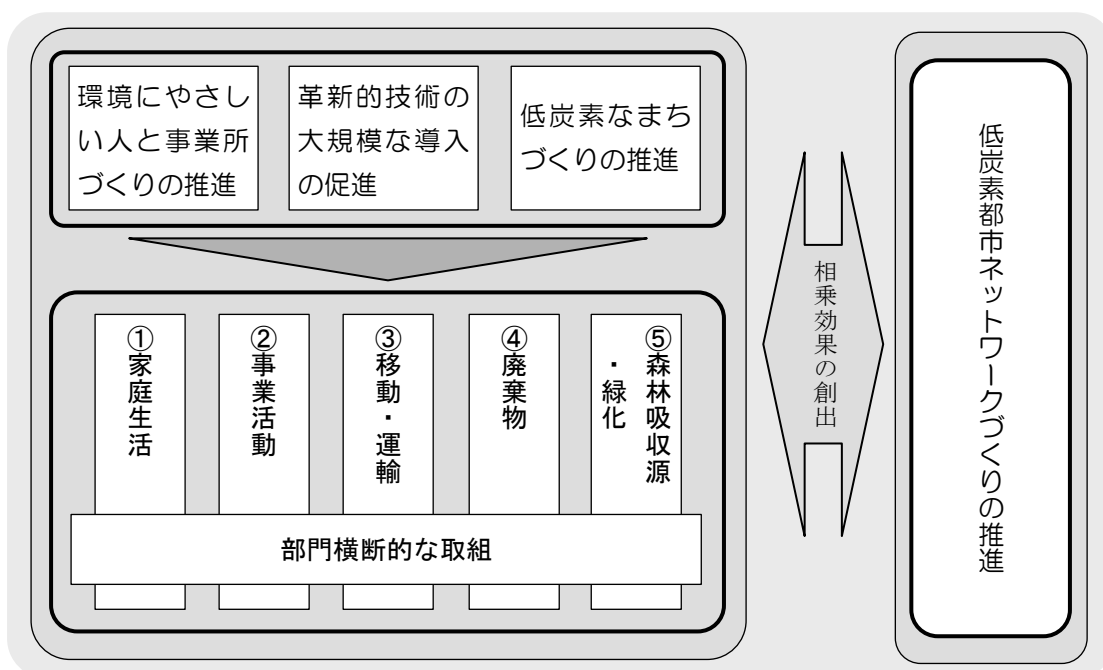 環境にやさし
い人と事業所
づくりの推進
革新的技術の
大規模な導入
の促進
低炭素なまち
づくりの推進
①家庭生活
②事業活動
③移動・運輸
④廃棄物
⑤森林吸収源
・緑化
部門横断的な取組
相乗効果の創出
低炭素都市ネットワークづくりの推進